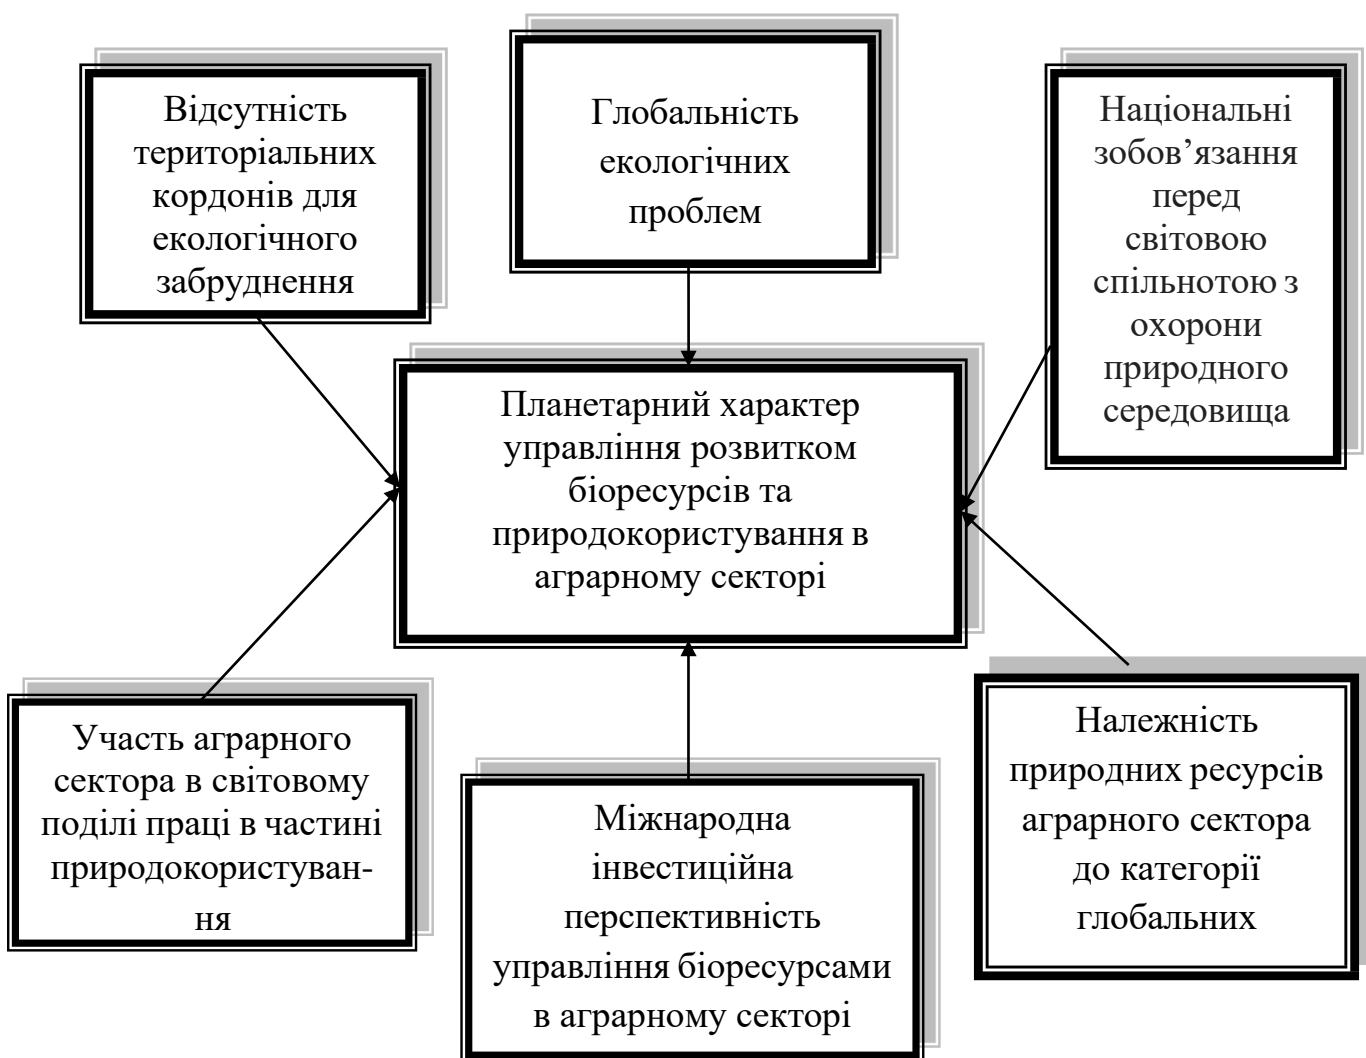 Відсутність
територіальних
кордонів для
екологічного
забруднення
Глобальність
екологічних
проблем
Національні
зобов’язання
перед
світовою
спільнотою з
охорони
природного
середовища
Планетарний характер
управління розвитком
біоресурсів та
природокористування в
аграрному секторі
Участь аграрного
сектора в світовому
поділі праці в частині
природокористуван-
ня
Міжнародна
інвестиційна
перспективність
управління біоресурсами
в аграрному секторі
Належність
природних ресурсів
аграрного сектора
до категорії
глобальних